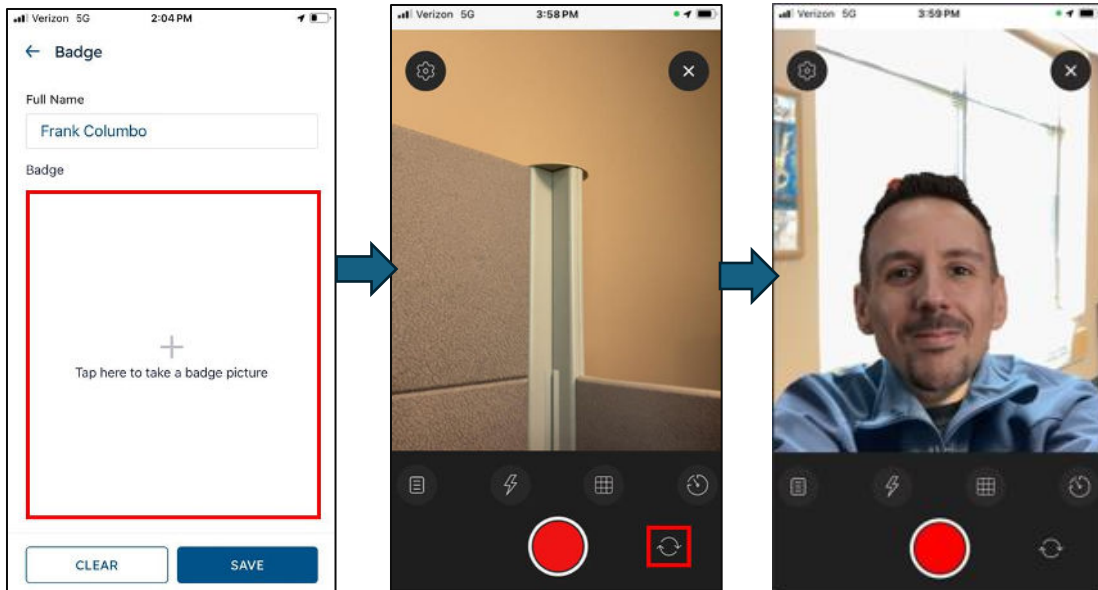 Verizon 5G 2:04 PM
← Badge
Full Name
Frank Columbo
Badge
Tap here to take a badge picture
CLEAR SAVE
Verizon 5G 3:58 PM
Verizon 5G 3:59 PM